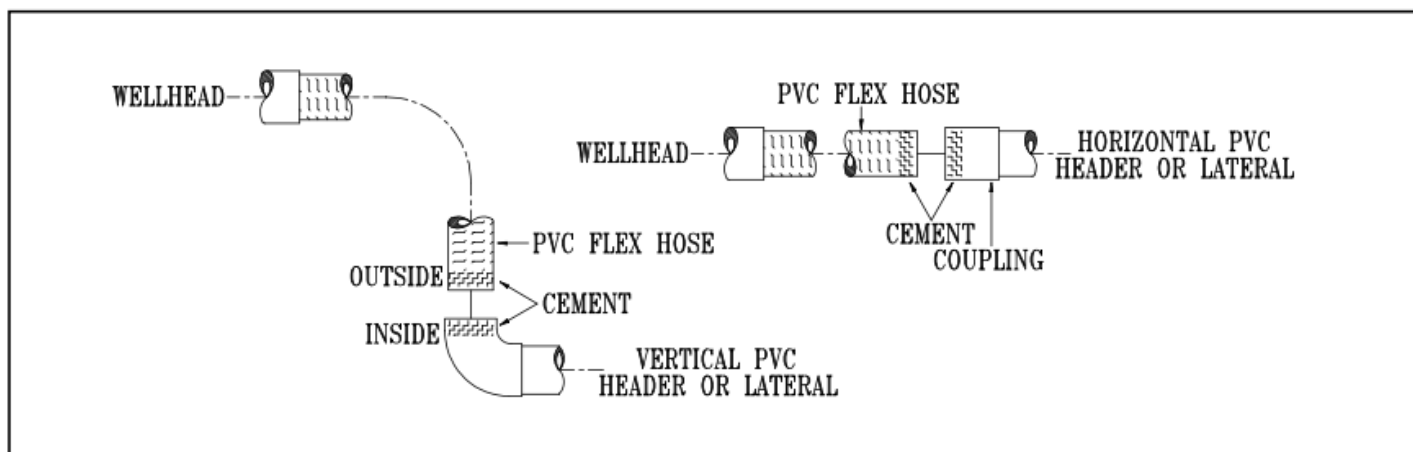 WELLHEAD
PVC FLEX HOSE
OUTSIDE
CEMENT
INSIDE
VERTICAL PVC
HEADER OR LATERAL
PVC FLEX HOSE
WELLHEAD
HORIZONTAL PVC
HEADER OR LATERAL
CEMENT
COUPLING